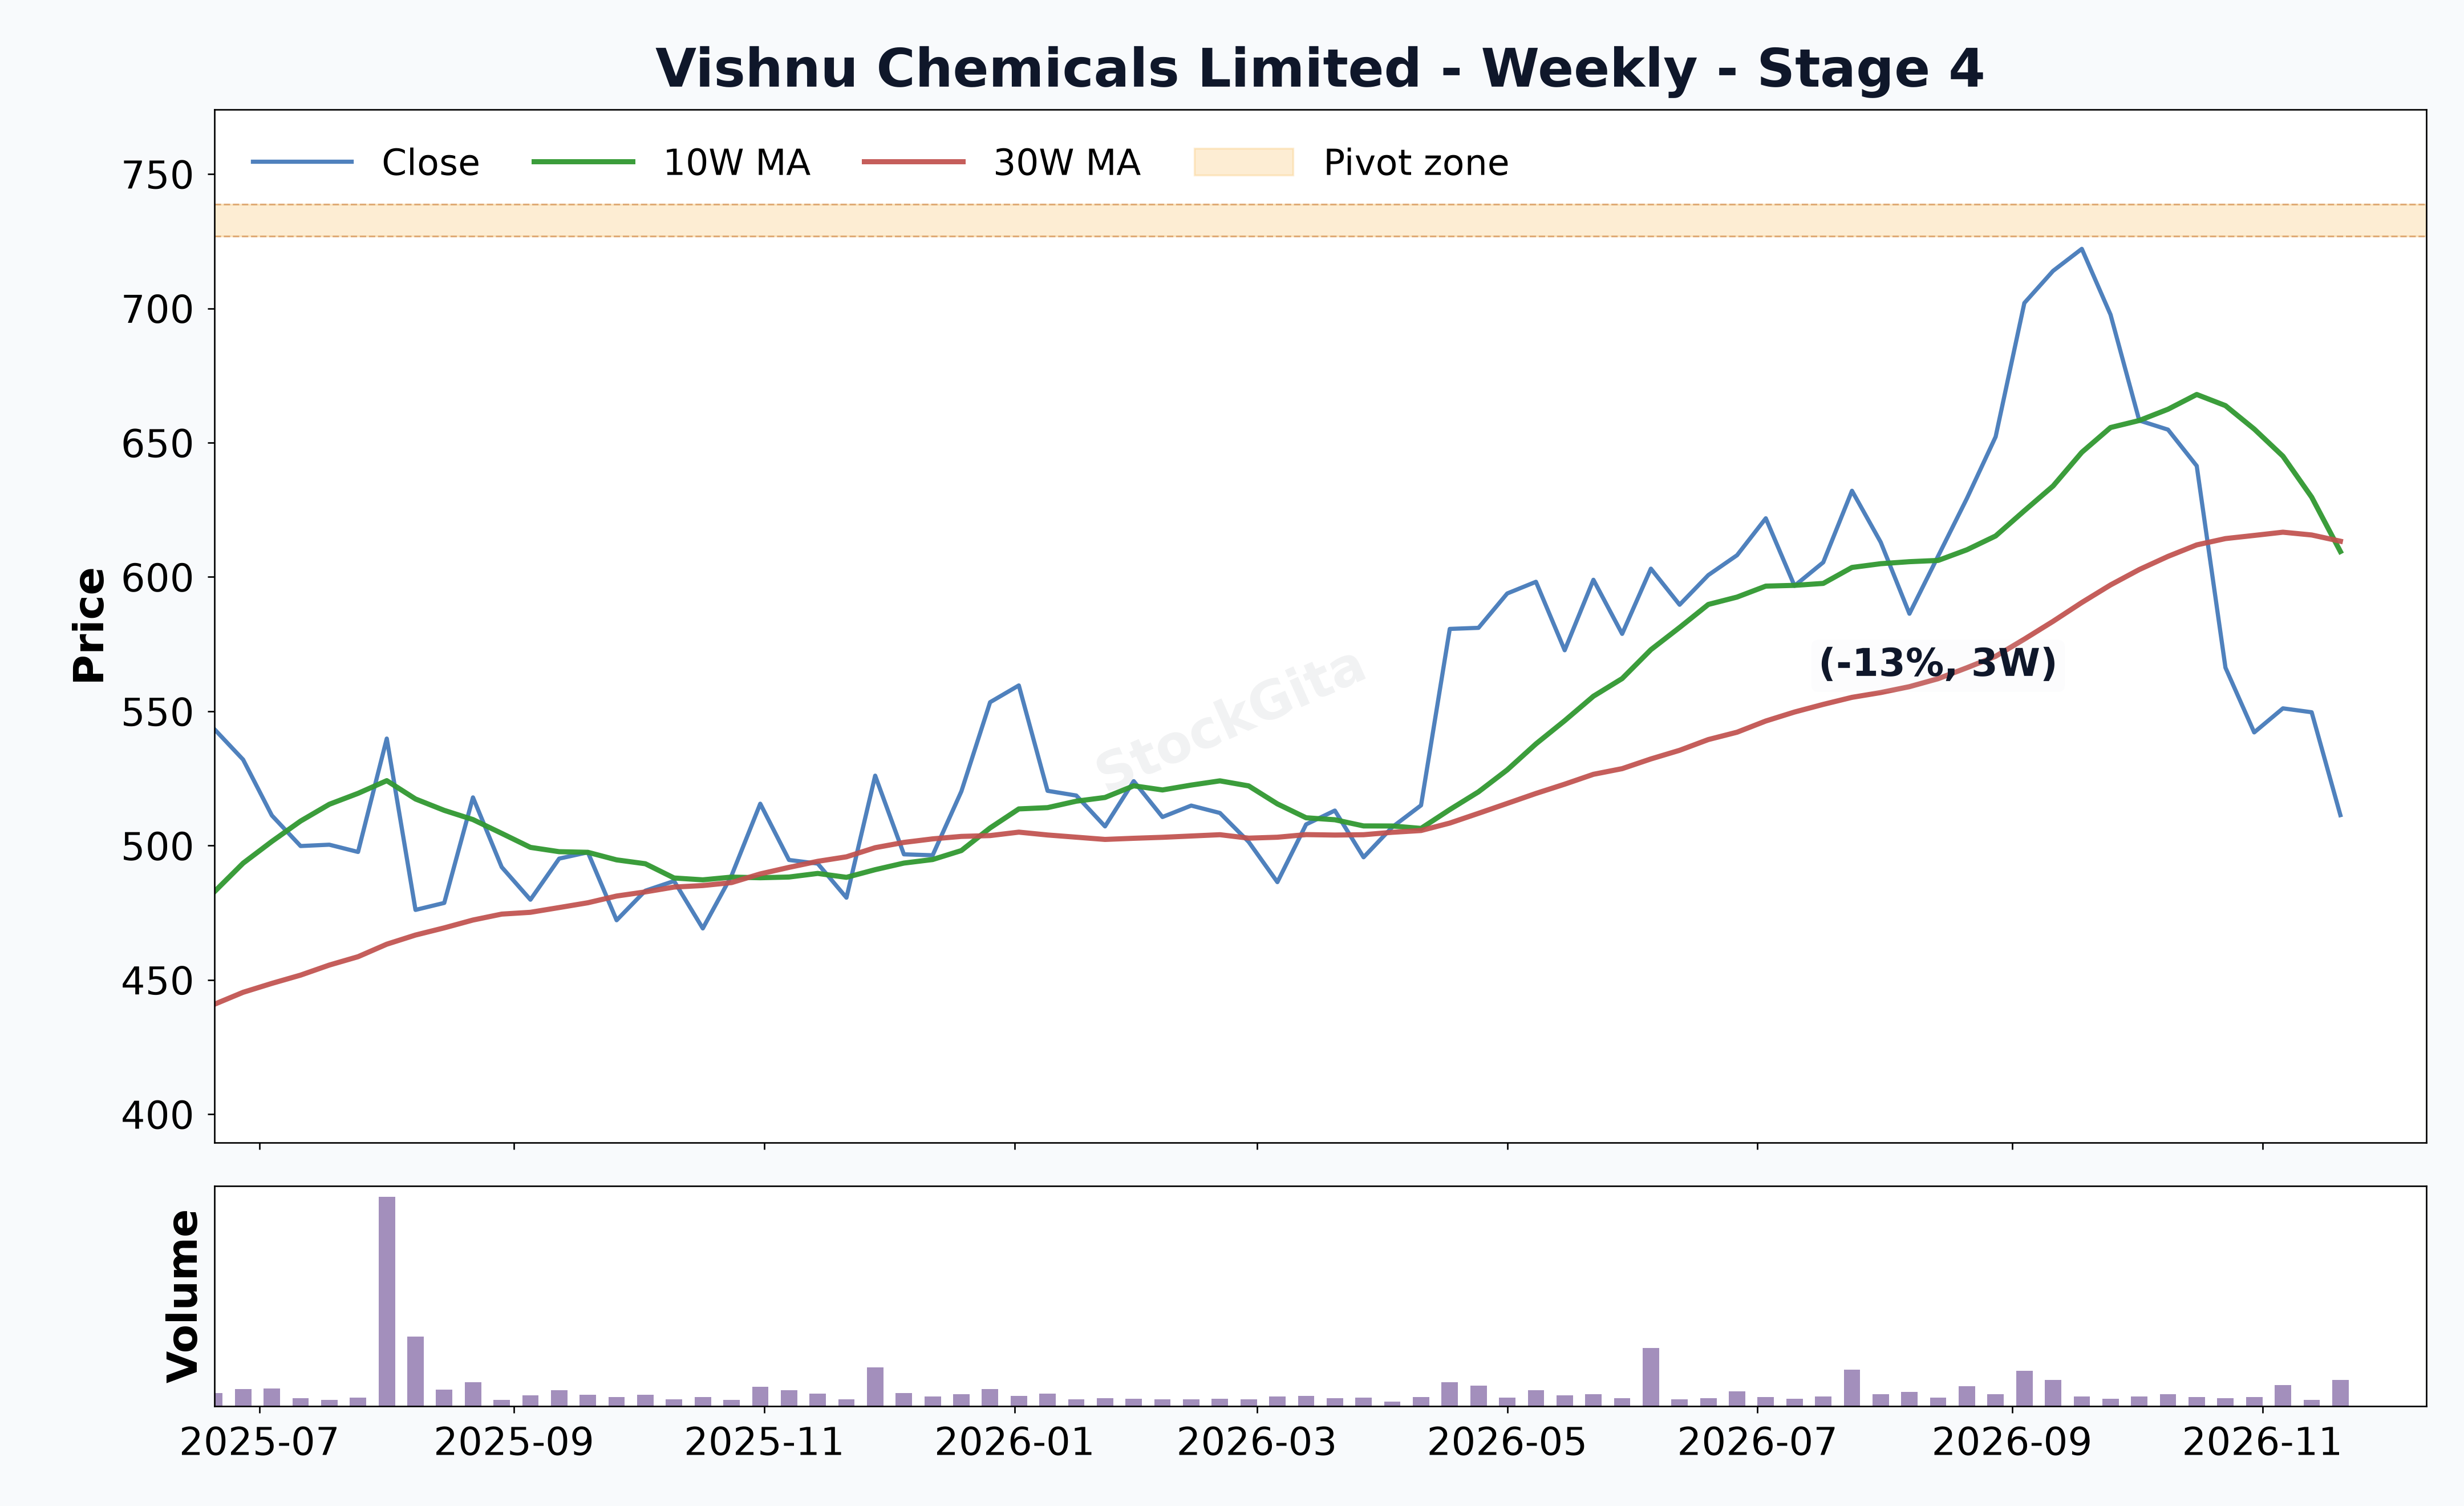 Vishnu Chemicals Limited - Weekly - Stage 4
Close 10W MA 30W MA Pivot zone
750
700
650
600
550
500
450
400
Price
(-13%, 3W)
StockGita
Volume
2025-07 2025-09 2025-11 2026-01 2026-03 2026-05 2026-07 2026-09 2026-11